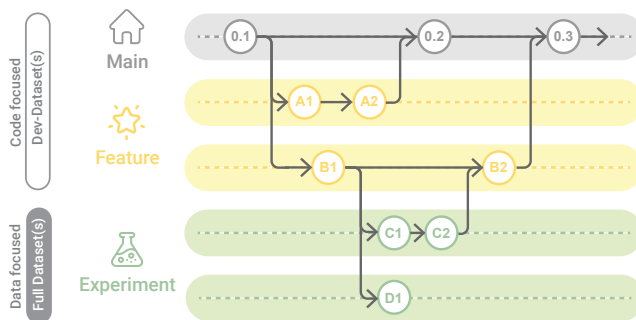 Code focused
Dev-Dataset(s)
Data focused
Full Dataset(s)
Main
Feature
Experiment
0.1
0.2
0.3
A1
A2
B1
B2
C1
C2
D1